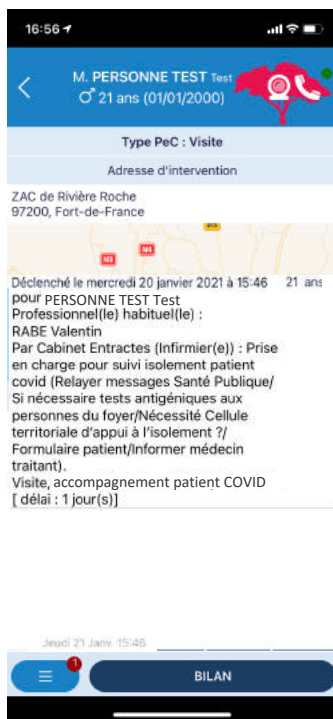 16:56
M. PERSONNE TEST Test
21 ans (01/01/2000)
Type PeC : Visite
Adresse d'intervention
ZAC de Rivière Roche
97200, Fort-de-France
N3
N4
Déclenché le mercredi 20 janvier 2021 à 15:46 21 ans
pour PERSONNE TEST Test
Professionnel(le) habituel(le) :
RABE Valentin
Par Cabinet Entractes (Infirmier(e)) : Prise
en charge pour suivi isolement patient
covid (Relayer messages Santé Publique/
Si nécessaire tests antigéniques aux
personnes du foyer/Nécessité Cellule
territoriale d'appui à l'isolement ?/
Formulaire patient/Informer médecin
traitant).
Visite, accompagnement patient COVID
[ délai : 1 jour(s)]
Jeudi 21 Janv. 15:46
1
BILAN